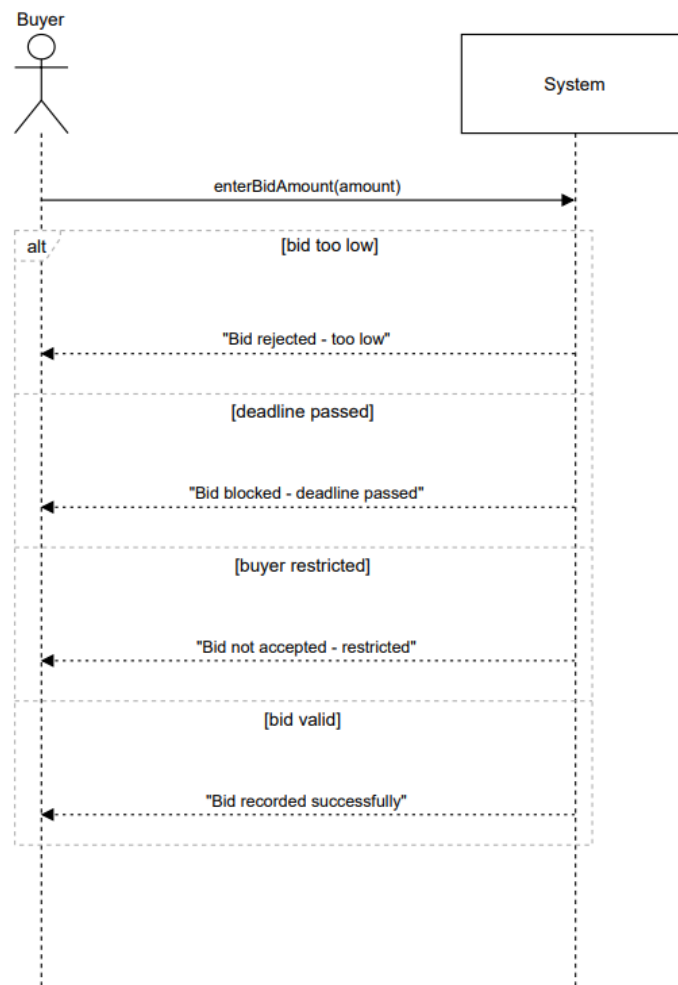 Buyer
System
enterBidAmount(amount)
alt
[bid too low]
"Bid rejected - too low"
[deadline passed]
"Bid blocked - deadline passed"
[buyer restricted]
"Bid not accepted - restricted"
[bid valid]
"Bid recorded successfully"